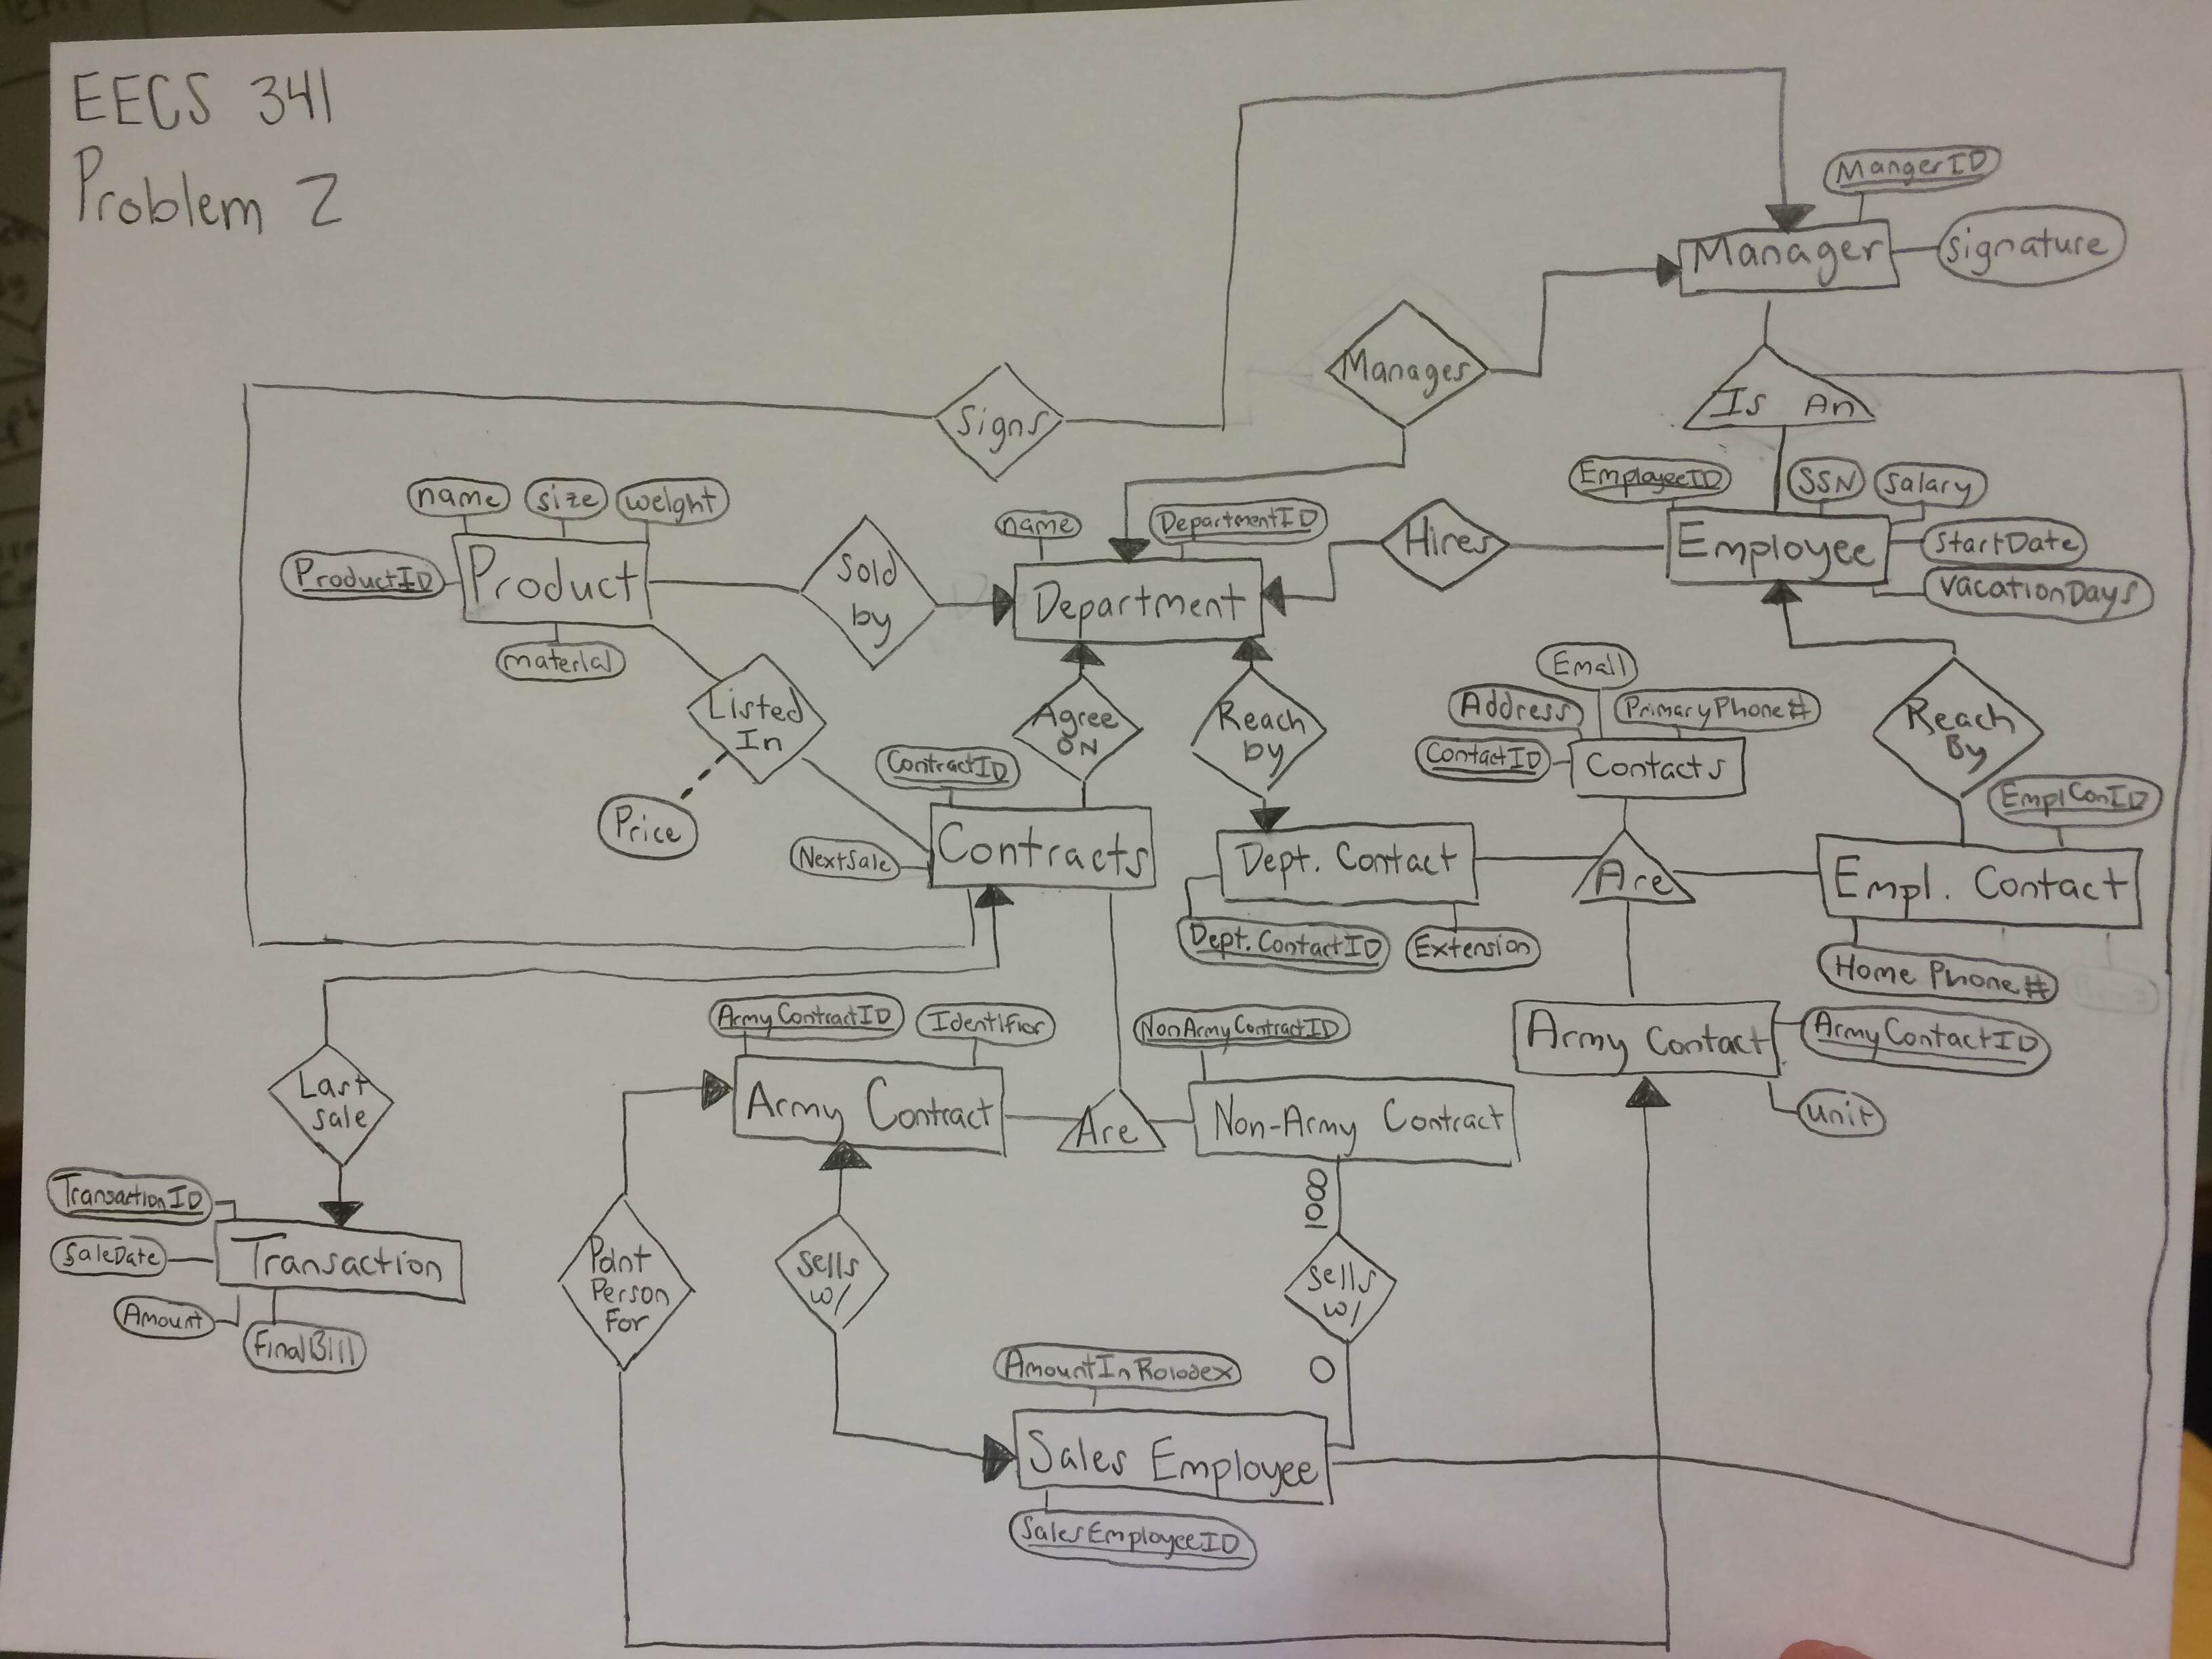 EECS 341
Problem 2
MangerID
Manager
signature
Manages
Signs
Is An
name
size
weight
ProductID
Product
material
Sold
by
name
DepartmentID
Department
Hires
EmployeeID
SSN
salary
Employee
startDate
vacationDays
Listed
In
Price
Agree
ON
Reach
by
Email
Address
PrimaryPhone#
ContactID
Contacts
Reach
By
EmplConID
ContractID
NextSale
Contracts
Dept. Contact
Are
Empl. Contact
Dept.ContactID
Extension
Home Phone#
ArmyContractID
Identifior
NonArmyContractID
Army Contract
Are
Non-Army Contract
Army Contact
ArmyContactID
unit
Last
sale
TransactionID
saleDate
Transaction
Amount
FinalBill
Point
Person
For
sells
w/
1000
sells
w/
0
AmountInRolodex
Sales Employee
SalesEmployeeID